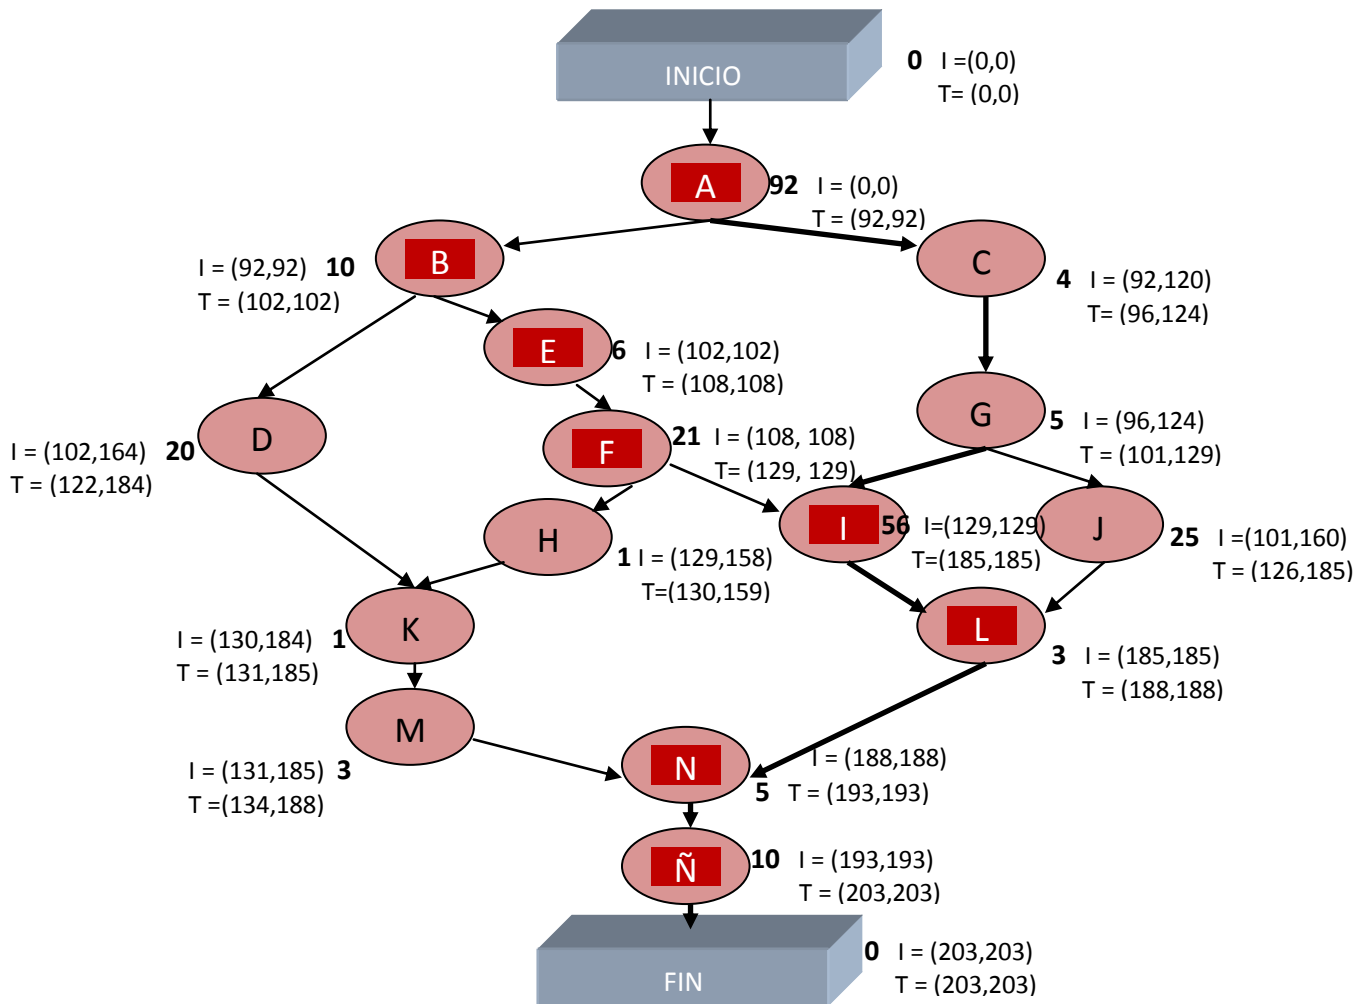 INICIO
0 I =(0,0)
T= (0,0)
A
92 I = (0,0)
T = (92,92)
B
I = (92,92) 10
T = (102,102)
C
4 I = (92,120)
T= (96,124)
E
6 I = (102,102)
T = (108,108)
D
I = (102,164) 20
T = (122,184)
F
21 I = (108, 108)
T= (129, 129)
G
5 I = (96,124)
T = (101,129)
H
1 I = (129,158)
T=(130,159)
I
56 I=(129,129)
T=(185,185)
J
25 I =(101,160)
T = (126,185)
K
I = (130,184) 1
T = (131,185)
L
3 I = (185,185)
T = (188,188)
M
I = (131,185) 3
T =(134,188)
N
I = (188,188)
5 T = (193,193)
Ñ
10 I = (193,193)
T = (203,203)
FIN
0 I = (203,203)
T = (203,203)